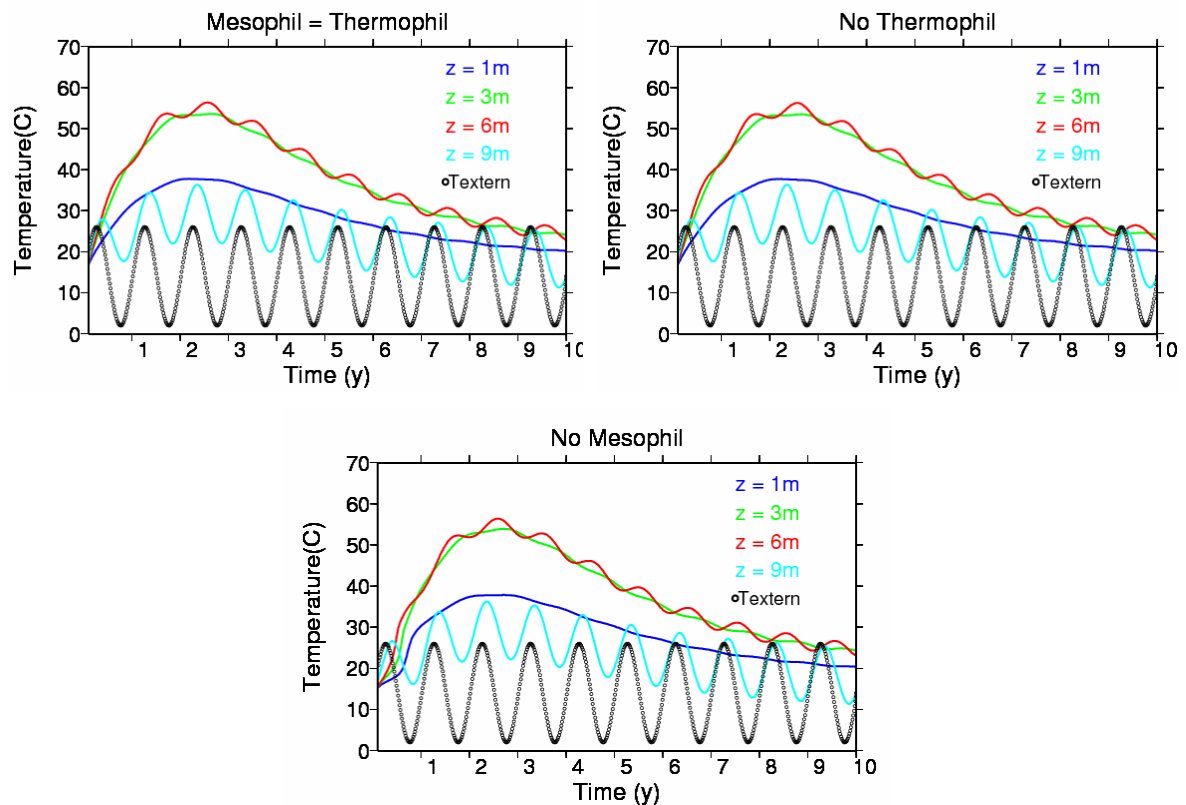 Mesophil = Thermophil
70
60
50
40
30
20
10
0
Temperature(C)
z = 1m
z = 3m
z = 6m
z = 9m
Textern
1 2 3 4 5 6 7 8 9 10
Time (y)
No Thermophil
70
60
50
40
30
20
10
0
Temperature(C)
z = 1m
z = 3m
z = 6m
z = 9m
Textern
1 2 3 4 5 6 7 8 9 10
Time (y)
No Mesophil
70
60
50
40
30
20
10
0
Temperature(C)
z = 1m
z = 3m
z = 6m
z = 9m
Textern
1 2 3 4 5 6 7 8 9 10
Time (y)